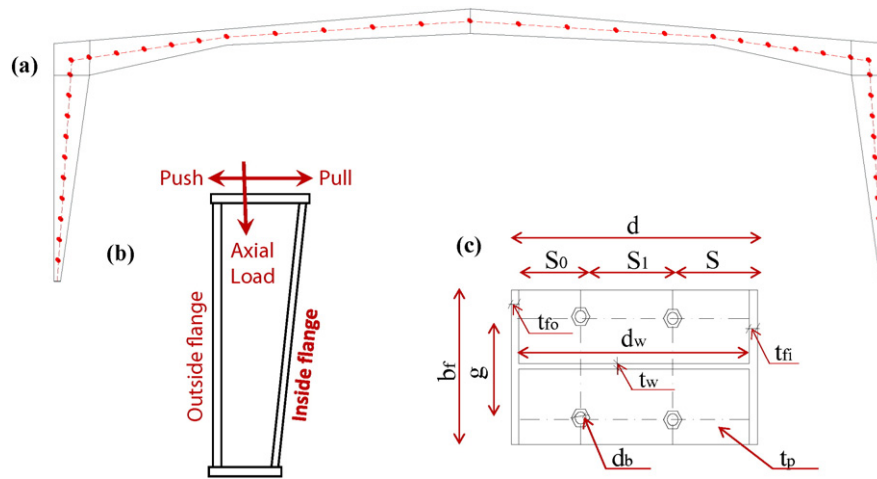 (a)
Push
Pull
(b)
Axial
Load
Outside flange
Inside flange
(c)
d
S0
S1
S
tfo
dw
tfi
bf
g
tw
db
tp